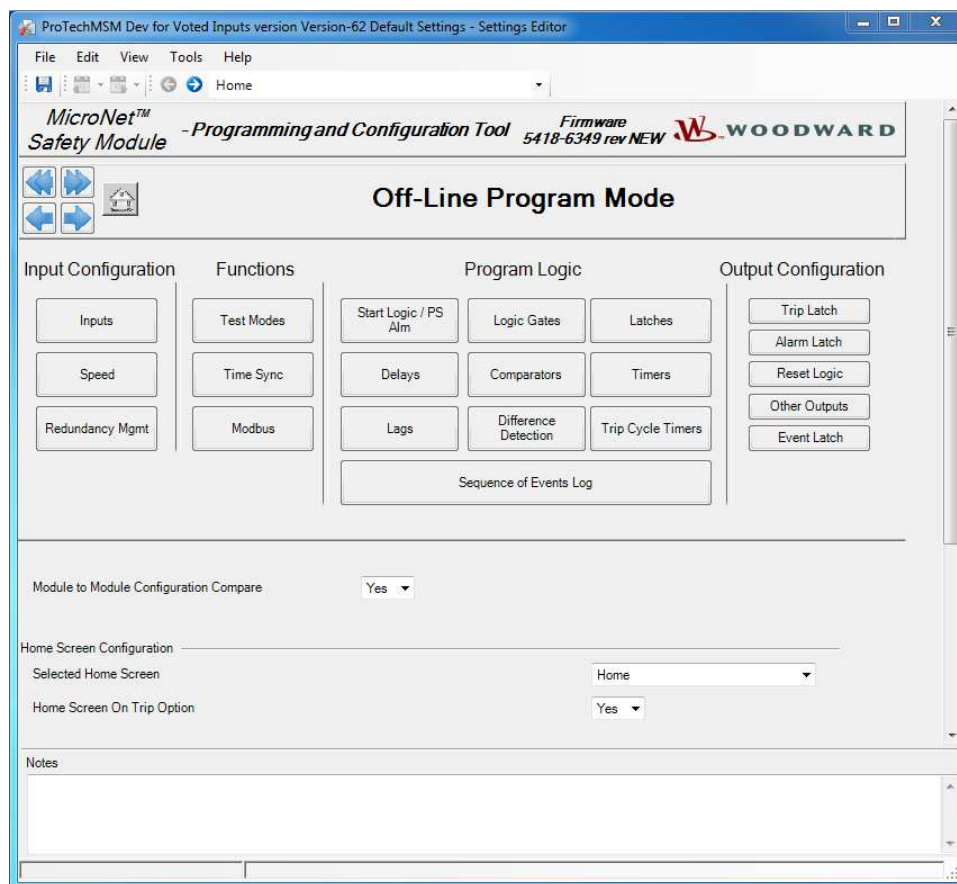 ProTechMSM Dev for Voted Inputs version Version-62 Default Settings - Settings Editor
File Edit View Tools Help
Home
MicroNet™
Safety Module
-Programming and Configuration Tool
Firmware
5418-6349 rev NEW
WOODWARD
Off-Line Program Mode
Input Configuration
Functions
Program Logic
Output Configuration
Inputs
Test Modes
Start Logic / PS
Alm
Logic Gates
Latches
Trip Latch
Alarm Latch
Speed
Time Sync
Delays
Comparators
Timers
Reset Logic
Other Outputs
Redundancy Mgmt
Modbus
Lags
Difference
Detection
Trip Cycle Timers
Event Latch
Sequence of Events Log
Module to Module Configuration Compare
Yes
Home Screen Configuration
Selected Home Screen
Home
Home Screen On Trip Option
Yes
Notes